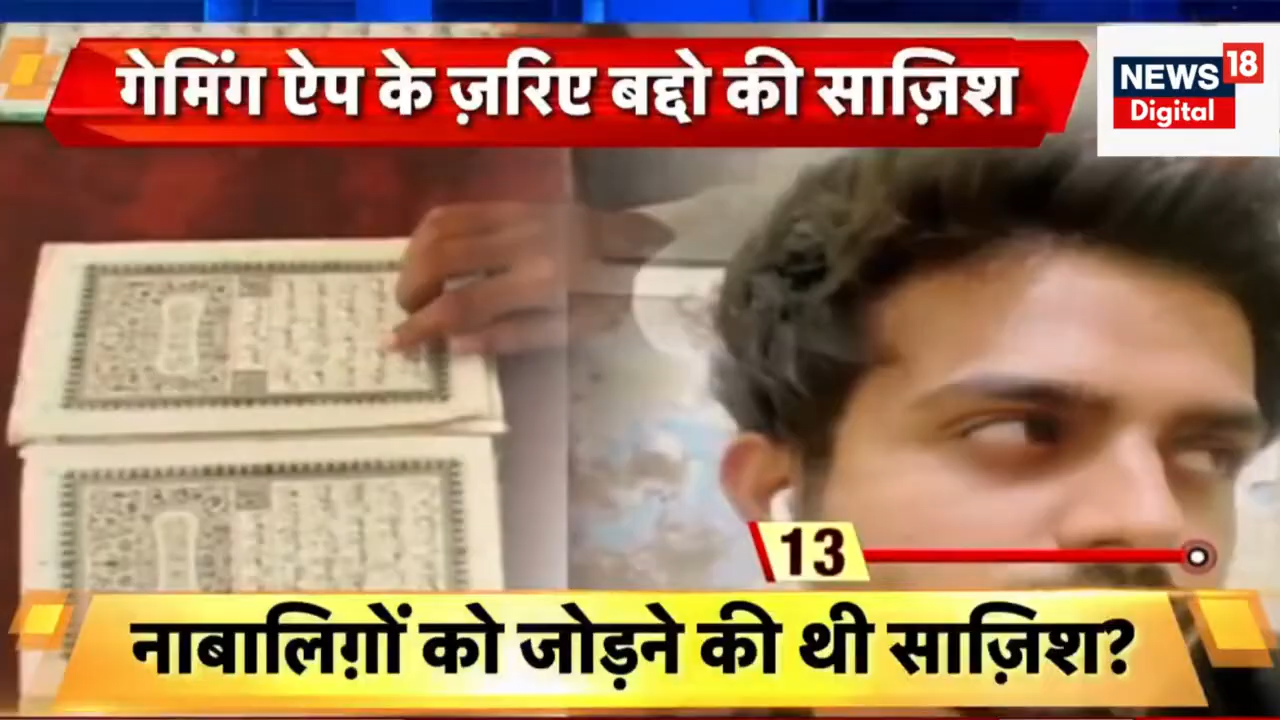 गेमिंग ऐप के ज़रिए बद्दो की साज़िश
NEWS 18
Digital
13
नाबालिग़ों को जोड़ने की थी साज़िश?